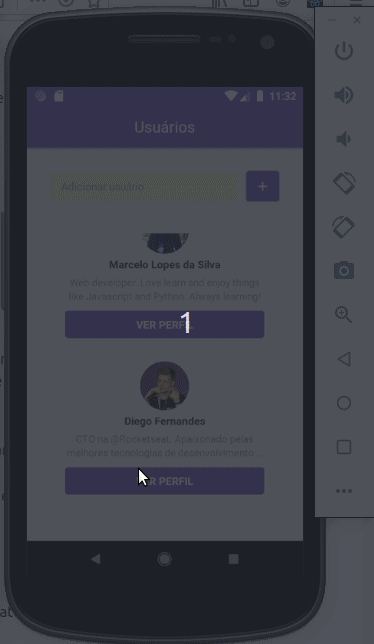 11:32
Usuários
Adicionar usuário
+
Marcelo Lopes da Silva
Web developer. Love learn and enjoy things
like Javascript and Python. Always learning!
VER PERFIL
1
Diego Fernandes
CTO na @Rocketseat. Apaixonado pelas
melhores tecnologias de desenvolvimento ...
VER PERFIL